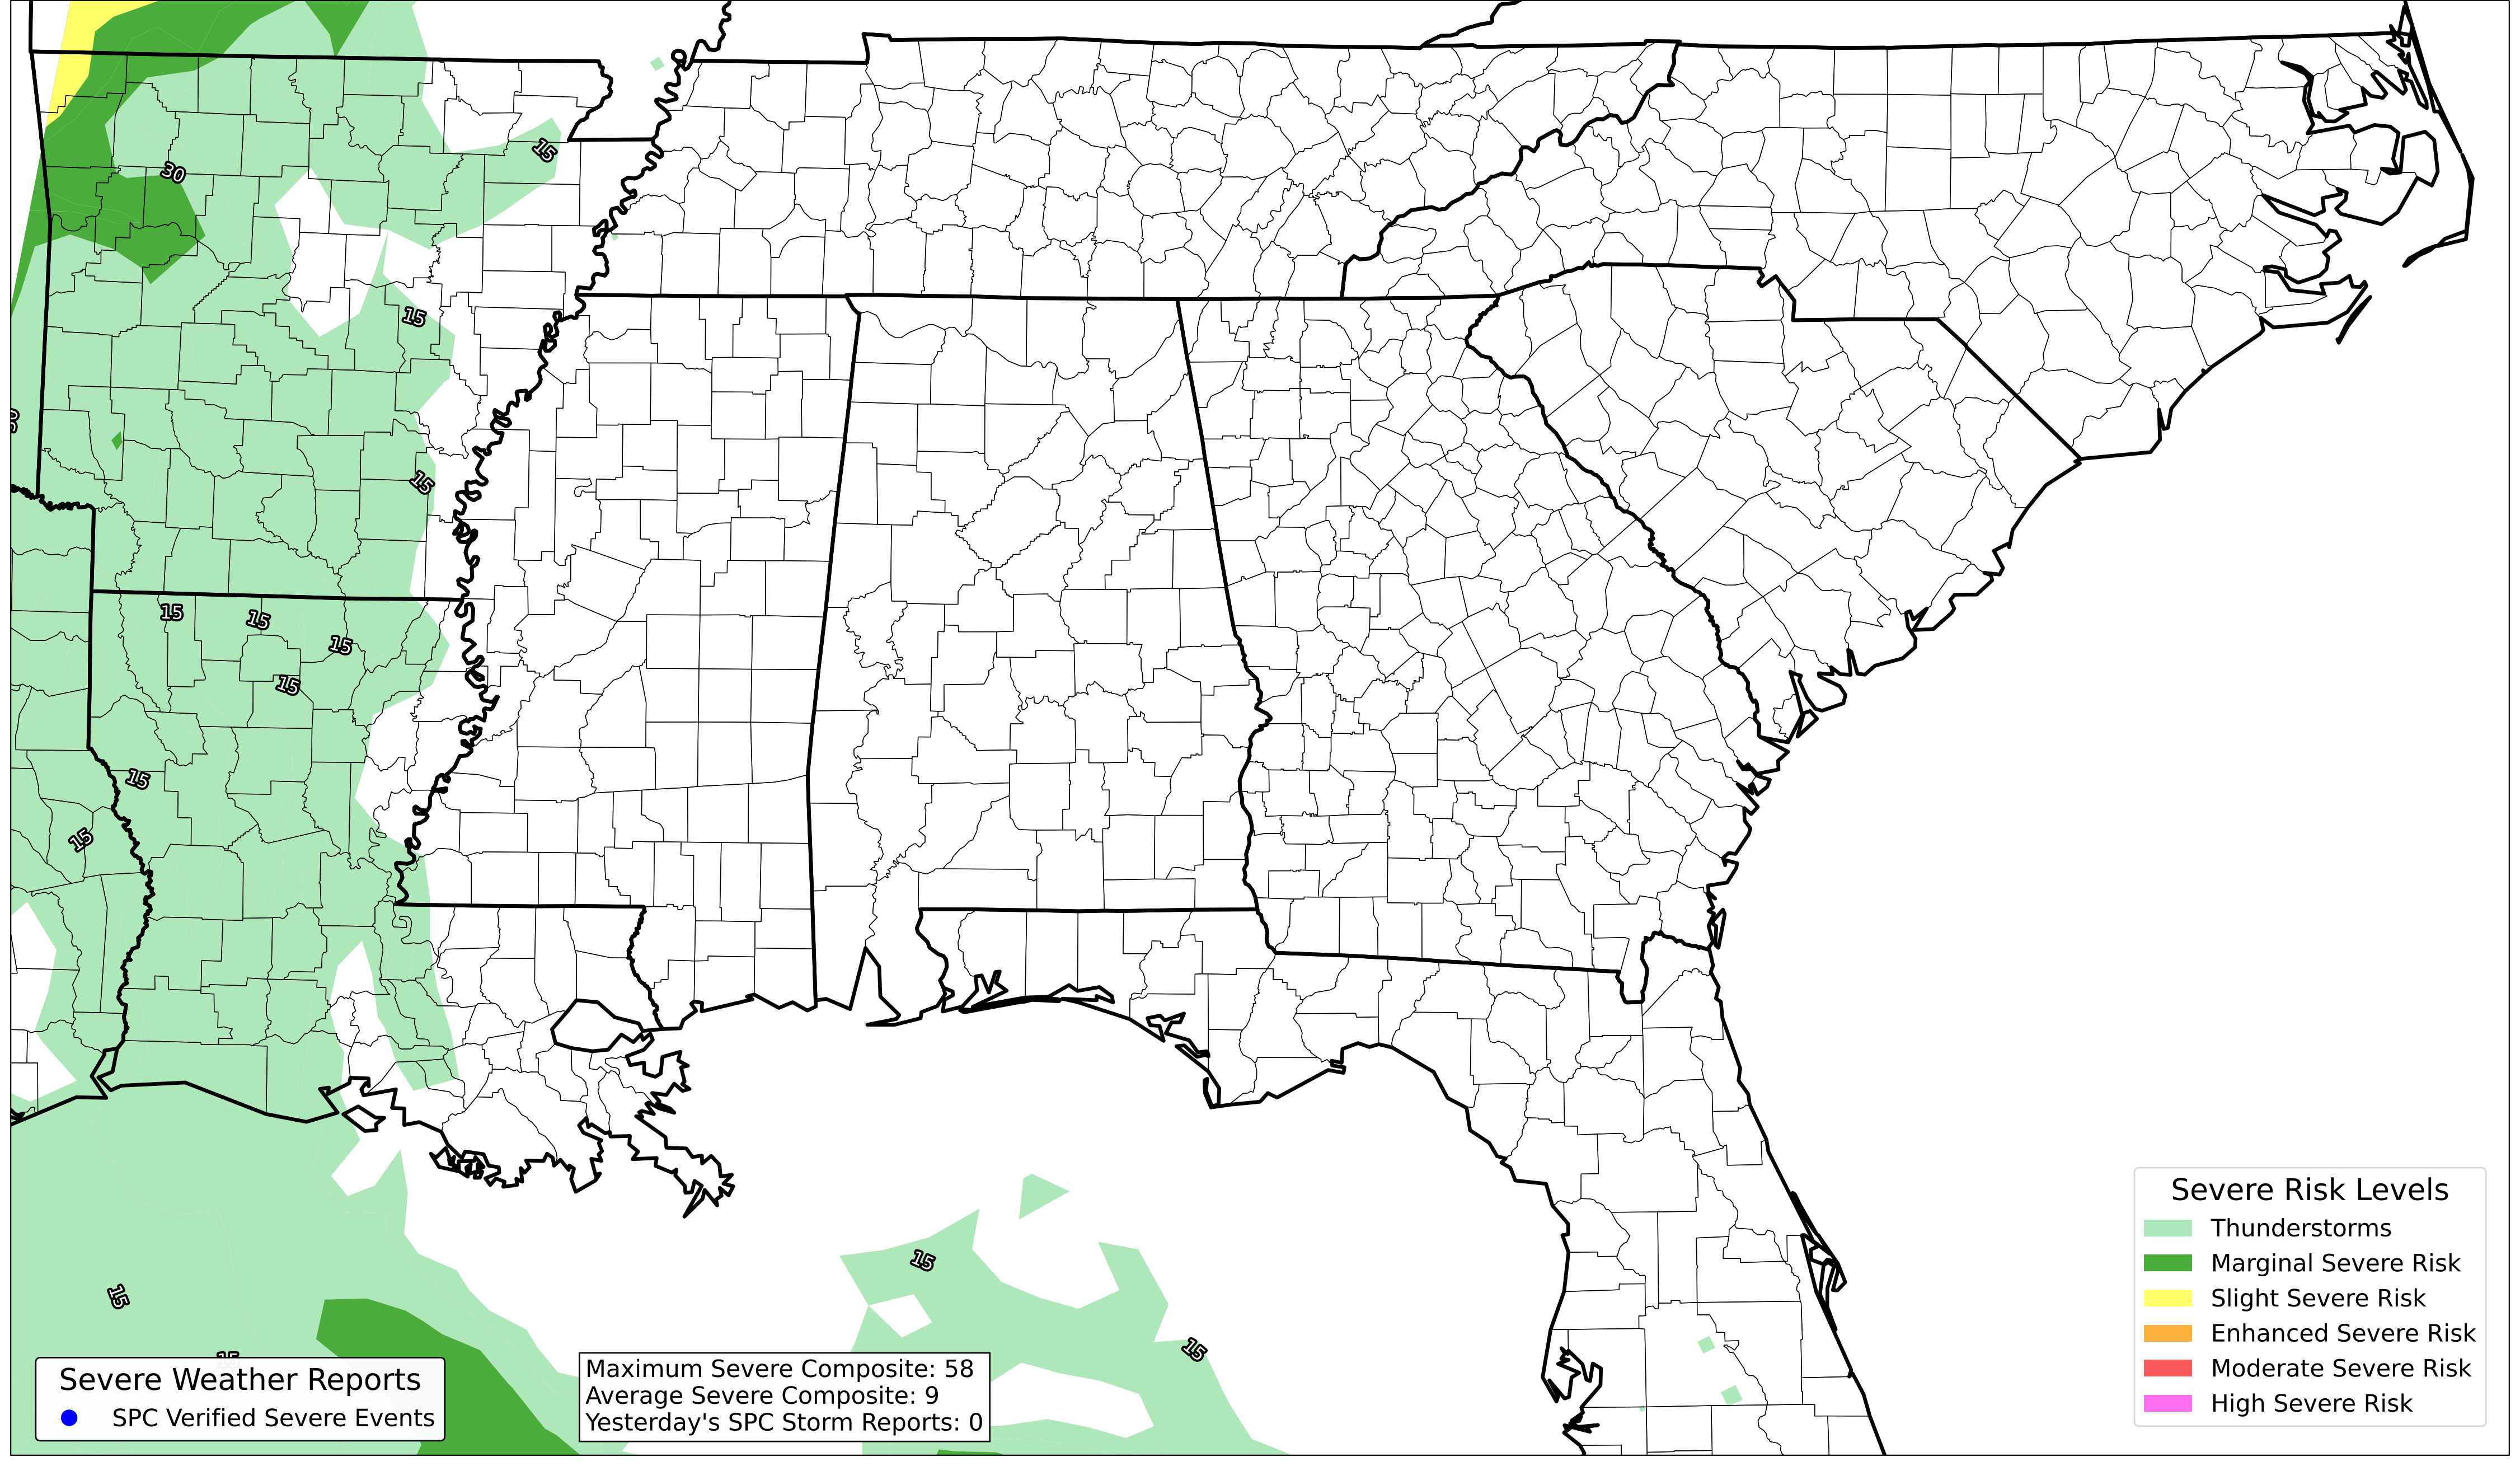 15
30
15
15
15
15
15
15
15
15
15
15
15
15
Severe Risk Levels
Thunderstorms
Marginal Severe Risk
Slight Severe Risk
Enhanced Severe Risk
Moderate Severe Risk
High Severe Risk
Severe Weather Reports
SPC Verified Severe Events
Maximum Severe Composite: 58
Average Severe Composite: 9
Yesterday's SPC Storm Reports: 0